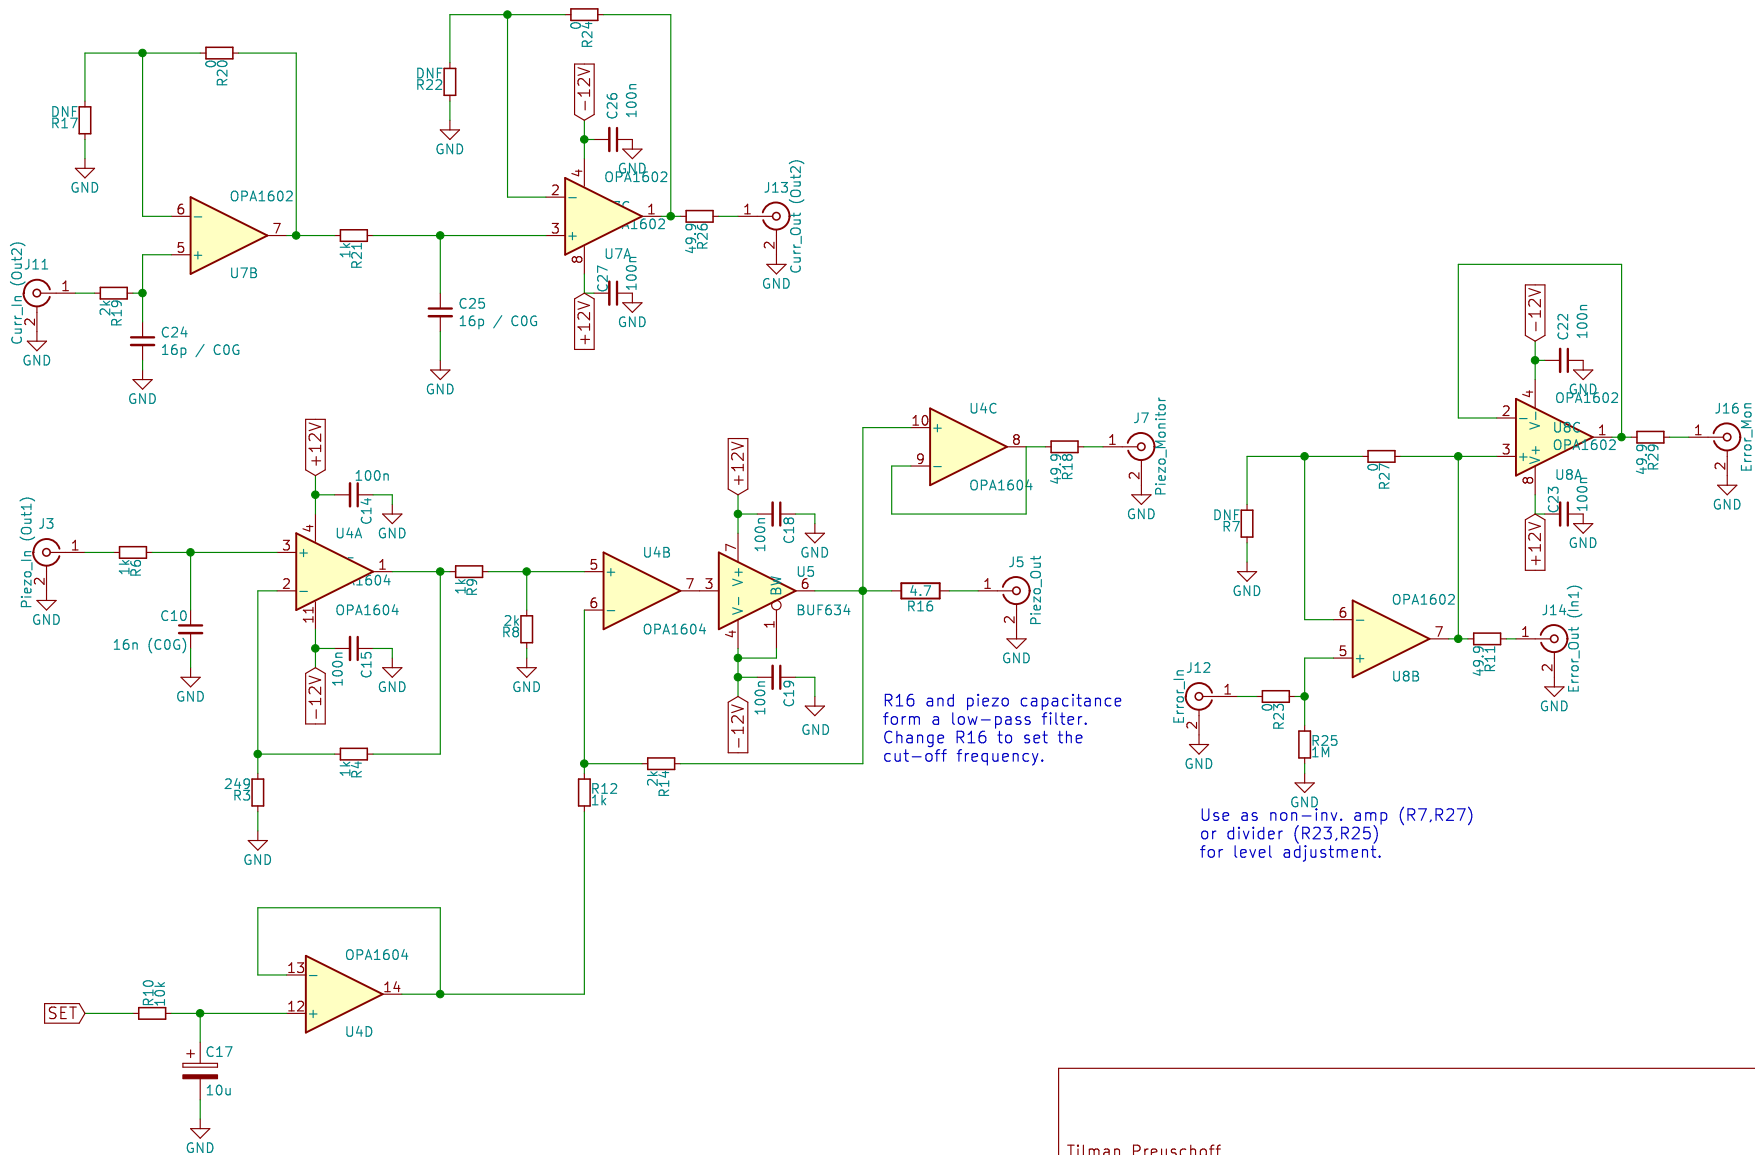 R24
0
R20
0
DNF
R22
-12V
C26
100n
GND
DNF
R17
GND
GND
4
OPA1602
OPA1602
2
−
1
3
+
8
U7A
R26
49.9
J13
1
2
Curr_Out (Out2)
GND
6
−
5
+
7
U7B
R21
1k
C27
100n
GND
+12V
J11
1
2
Curr_In (Out2)
GND
R19
2k
C24
16p / C0G
GND
C25
16p / C0G
GND
+12V
100n
C14
GND
J3
1
2
Piezo_In (Out1)
GND
R6
1k
C10
16n (C0G)
GND
4
U4A
3
+
2
−
1
11
OPA1604
100n
C15
GND
-12V
R9
1k
2k
R8
GND
R4
1k
249
R3
GND
U4B
5
+
6
−
7
OPA1604
+12V
100n
C18
GND
7
U5
3
V+
V-
BW
6
4
1
BUF634
100n
C19
GND
-12V
R14
2k
R12
1k
U4C
10
+
9
−
8
OPA1604
R18
49.9
J7
1
2
Piezo_Monitor
GND
4.7
R16
J5
1
2
Piezo_Out
GND
R16 and piezo capacitance
form a low-pass filter.
Change R16 to set the
cut-off frequency.
-12V
C22
100n
GND
4
OPA1602
U8C
OPA1602
2
−
V-
3
+
V+
1
8
U8A
R29
49.9
J16
1
2
Error_Mon
GND
C23
100n
GND
+12V
R27
0
DNF
R7
GND
OPA1602
6
−
5
+
7
U8B
R11
49.9
J14
1
2
Error_Out (In1)
GND
J12
1
2
Error_In
GND
R23
0
R25
1M
GND
Use as non-inv. amp (R7,R27)
or divider (R23,R25)
for level adjustment.
OPA1604
13
−
12
+
14
U4D
SET
R10
10k
+
C17
10u
GND
Tilman Preuschoff